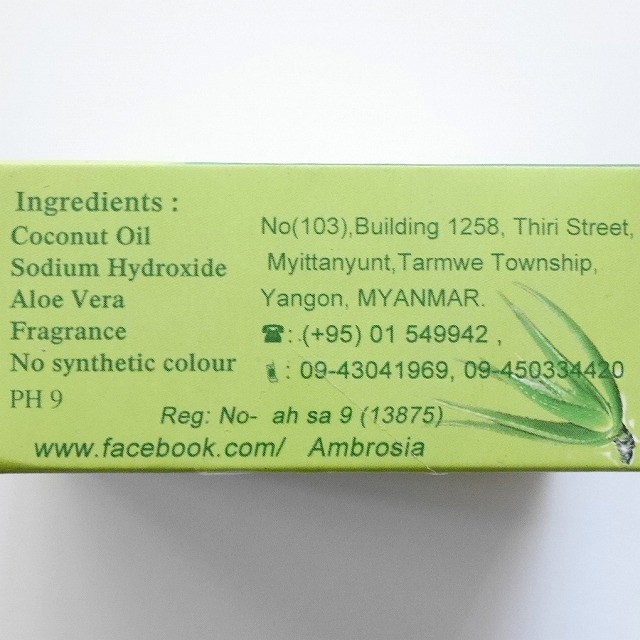 Ingredients :
Coconut Oil
Sodium Hydroxide
Aloe Vera
Fragrance
No synthetic colour
PH 9
No(103),Building 1258, Thiri Street,
Myittanyunt,Tarmwe Township,
Yangon, MYANMAR.
☎: (+95) 01 549942 ,
: 09-43041969, 09-450334420
Reg: No- ah sa 9 (13875)
www.facebook.com/ Ambrosia